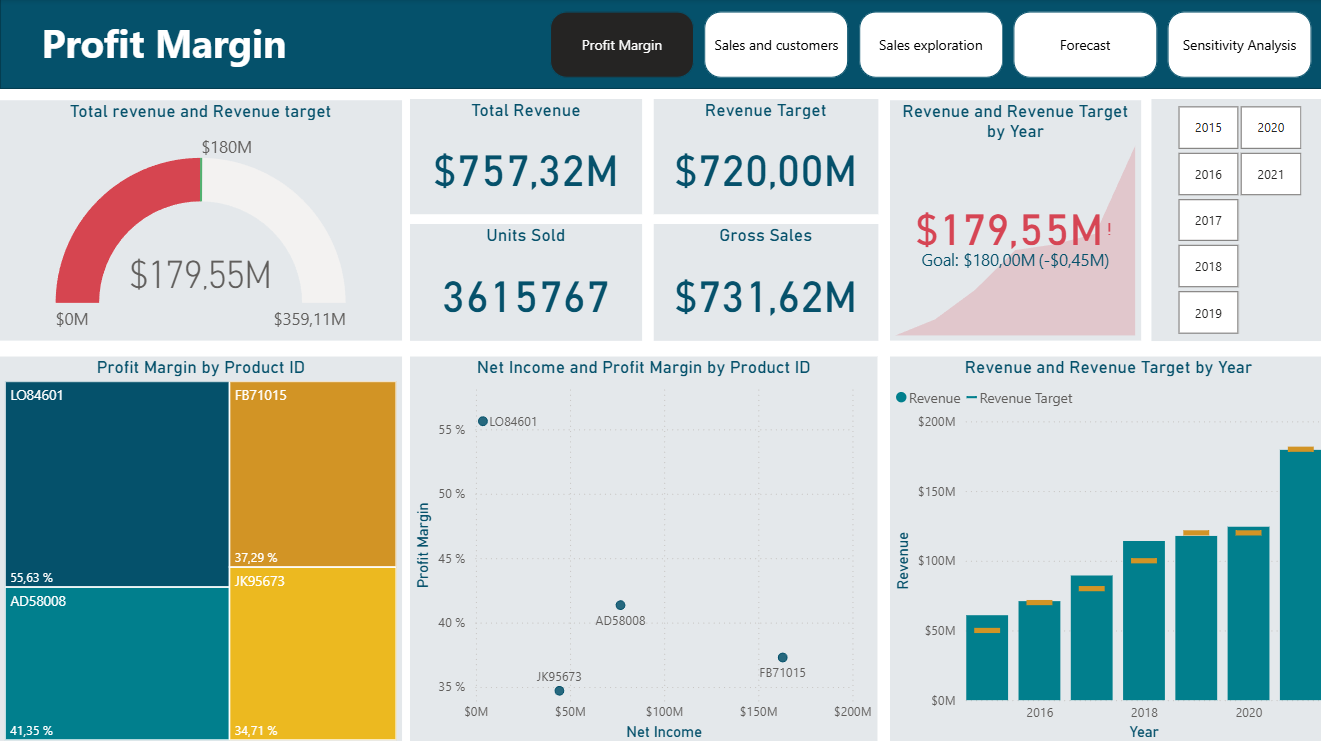 Profit Margin
Profit Margin
Sales and customers
Sales exploration
Forecast
Sensitivity Analysis
Total revenue and Revenue target
$180M
$179,55M
$0M
$359,11M
Total Revenue
$757,32M
Revenue Target
$720,00M
Units Sold
3615767
Gross Sales
$731,62M
Revenue and Revenue Target
by Year
$179,55M!
Goal: $180,00M (-$0,45M)
2015
2020
2016
2021
2017
2018
2019
Profit Margin by Product ID
LO84601
55,63 %
FB71015
37,29 %
AD58008
41,35 %
JK95673
34,71 %
Net Income and Profit Margin by Product ID
Profit Margin
55 %
50 %
45 %
40 %
35 %
LO84601
AD58008
JK95673
FB71015
$0M
$50M
$100M
$150M
$200M
Net Income
Revenue and Revenue Target by Year
Revenue
Revenue Target
Revenue
$200M
$150M
$100M
$50M
$0M
2016
2018
2020
Year